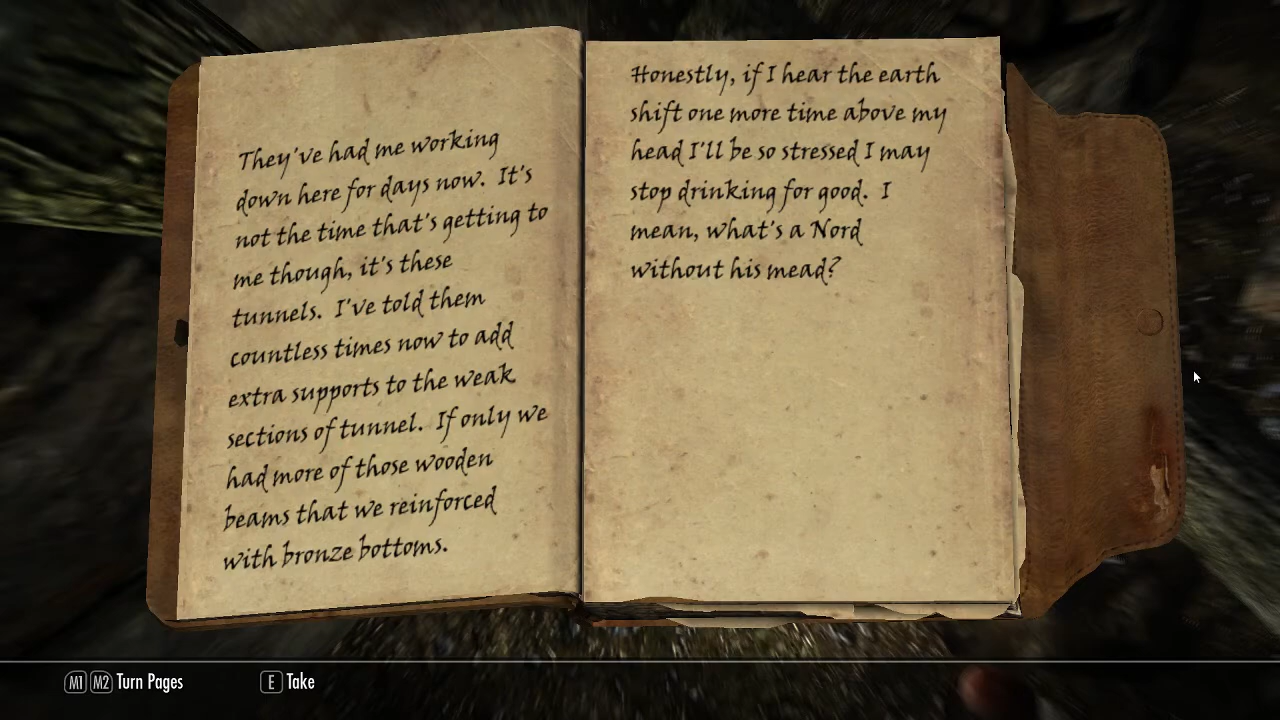 They've had me working
down here for days now.  It's
not the time that's getting to
me though, it's these
tunnels.  I've told them
countless times now to add
extra supports to the weak
sections of tunnel.  If only we
had more of those wooden
beams that we reinforced
with bronze bottoms.
Honestly, if I hear the earth
shift one more time above my
head I'll be so stressed I may
stop drinking for good.  I
mean, what's a Nord
without his mead?
M1 M2 Turn Pages
E Take